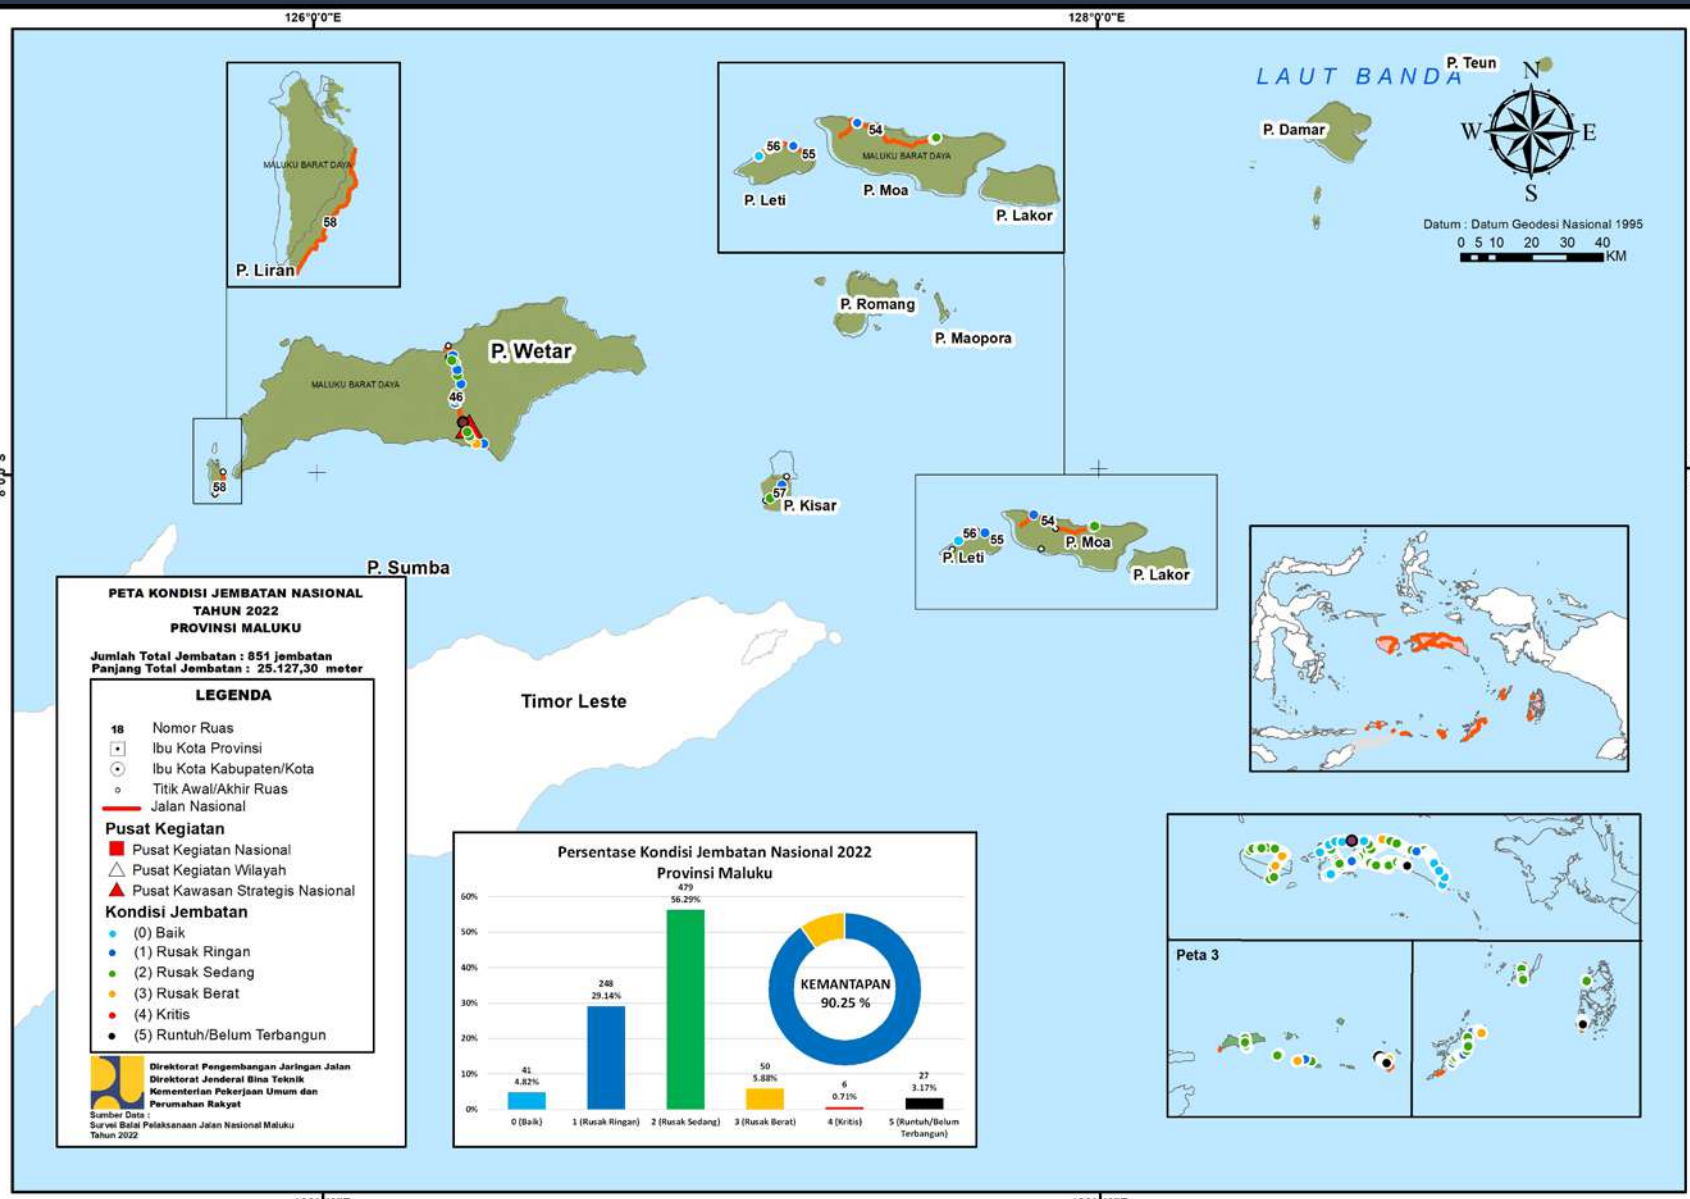 126°0'0"E
128°0'0"E
LAUT BANDA
P. Teun
N
W
E
S
P. Damar
Datum : Datum Geodesi Nasional 1995
0 5 10 20 30 40
KM
MALUKU BARAT DAYA
58
P. Liran
56
55
54
MALUKU BARAT DAYA
P. Leti
P. Moa
P. Lakor
P. Romang
P. Maopora
P. Wetar
MALUKU BARAT DAYA
46
58
57
P. Kisar
56
55
54
P. Moa
P. Leti
P. Lakor
P. Sumba
Timor Leste
PETA KONDISI JEMBATAN NASIONAL
TAHUN 2022
PROVINSI MALUKU
Jumlah Total Jembatan : 851 jembatan
Panjang Total Jembatan : 25.127,30 meter
LEGENDA
18 Nomor Ruas
Ibu Kota Provinsi
Ibu Kota Kabupaten/Kota
Titik Awal/Akhir Ruas
Jalan Nasional
Pusat Kegiatan
Pusat Kegiatan Nasional
Pusat Kegiatan Wilayah
Pusat Kawasan Strategis Nasional
Kondisi Jembatan
(0) Baik
(1) Rusak Ringan
(2) Rusak Sedang
(3) Rusak Berat
(4) Kritis
(5) Runtuh/Belum Terbangun
Direktorat Pengembangan Jaringan Jalan
Direktorat Jenderal Bina Teknik
Kementerian Pekerjaan Umum dan
Perumahan Rakyat
Sumber Data :
Survei Balai Pelaksanaan Jalan Nasional Maluku
Tahun 2022
Persentase Kondisi Jembatan Nasional 2022
Provinsi Maluku
60%
50%
40%
30%
20%
10%
0%
41
4.82%
248
29.14%
479
56.29%
50
5.88%
6
0.71%
27
3.17%
KEMANTAPAN
90.25 %
0 (Baik)
1 (Rusak Ringan)
2 (Rusak Sedang)
3 (Rusak Berat)
4 (Kritis)
5 (Runtuh/Belum
Terbangun)
Peta 3